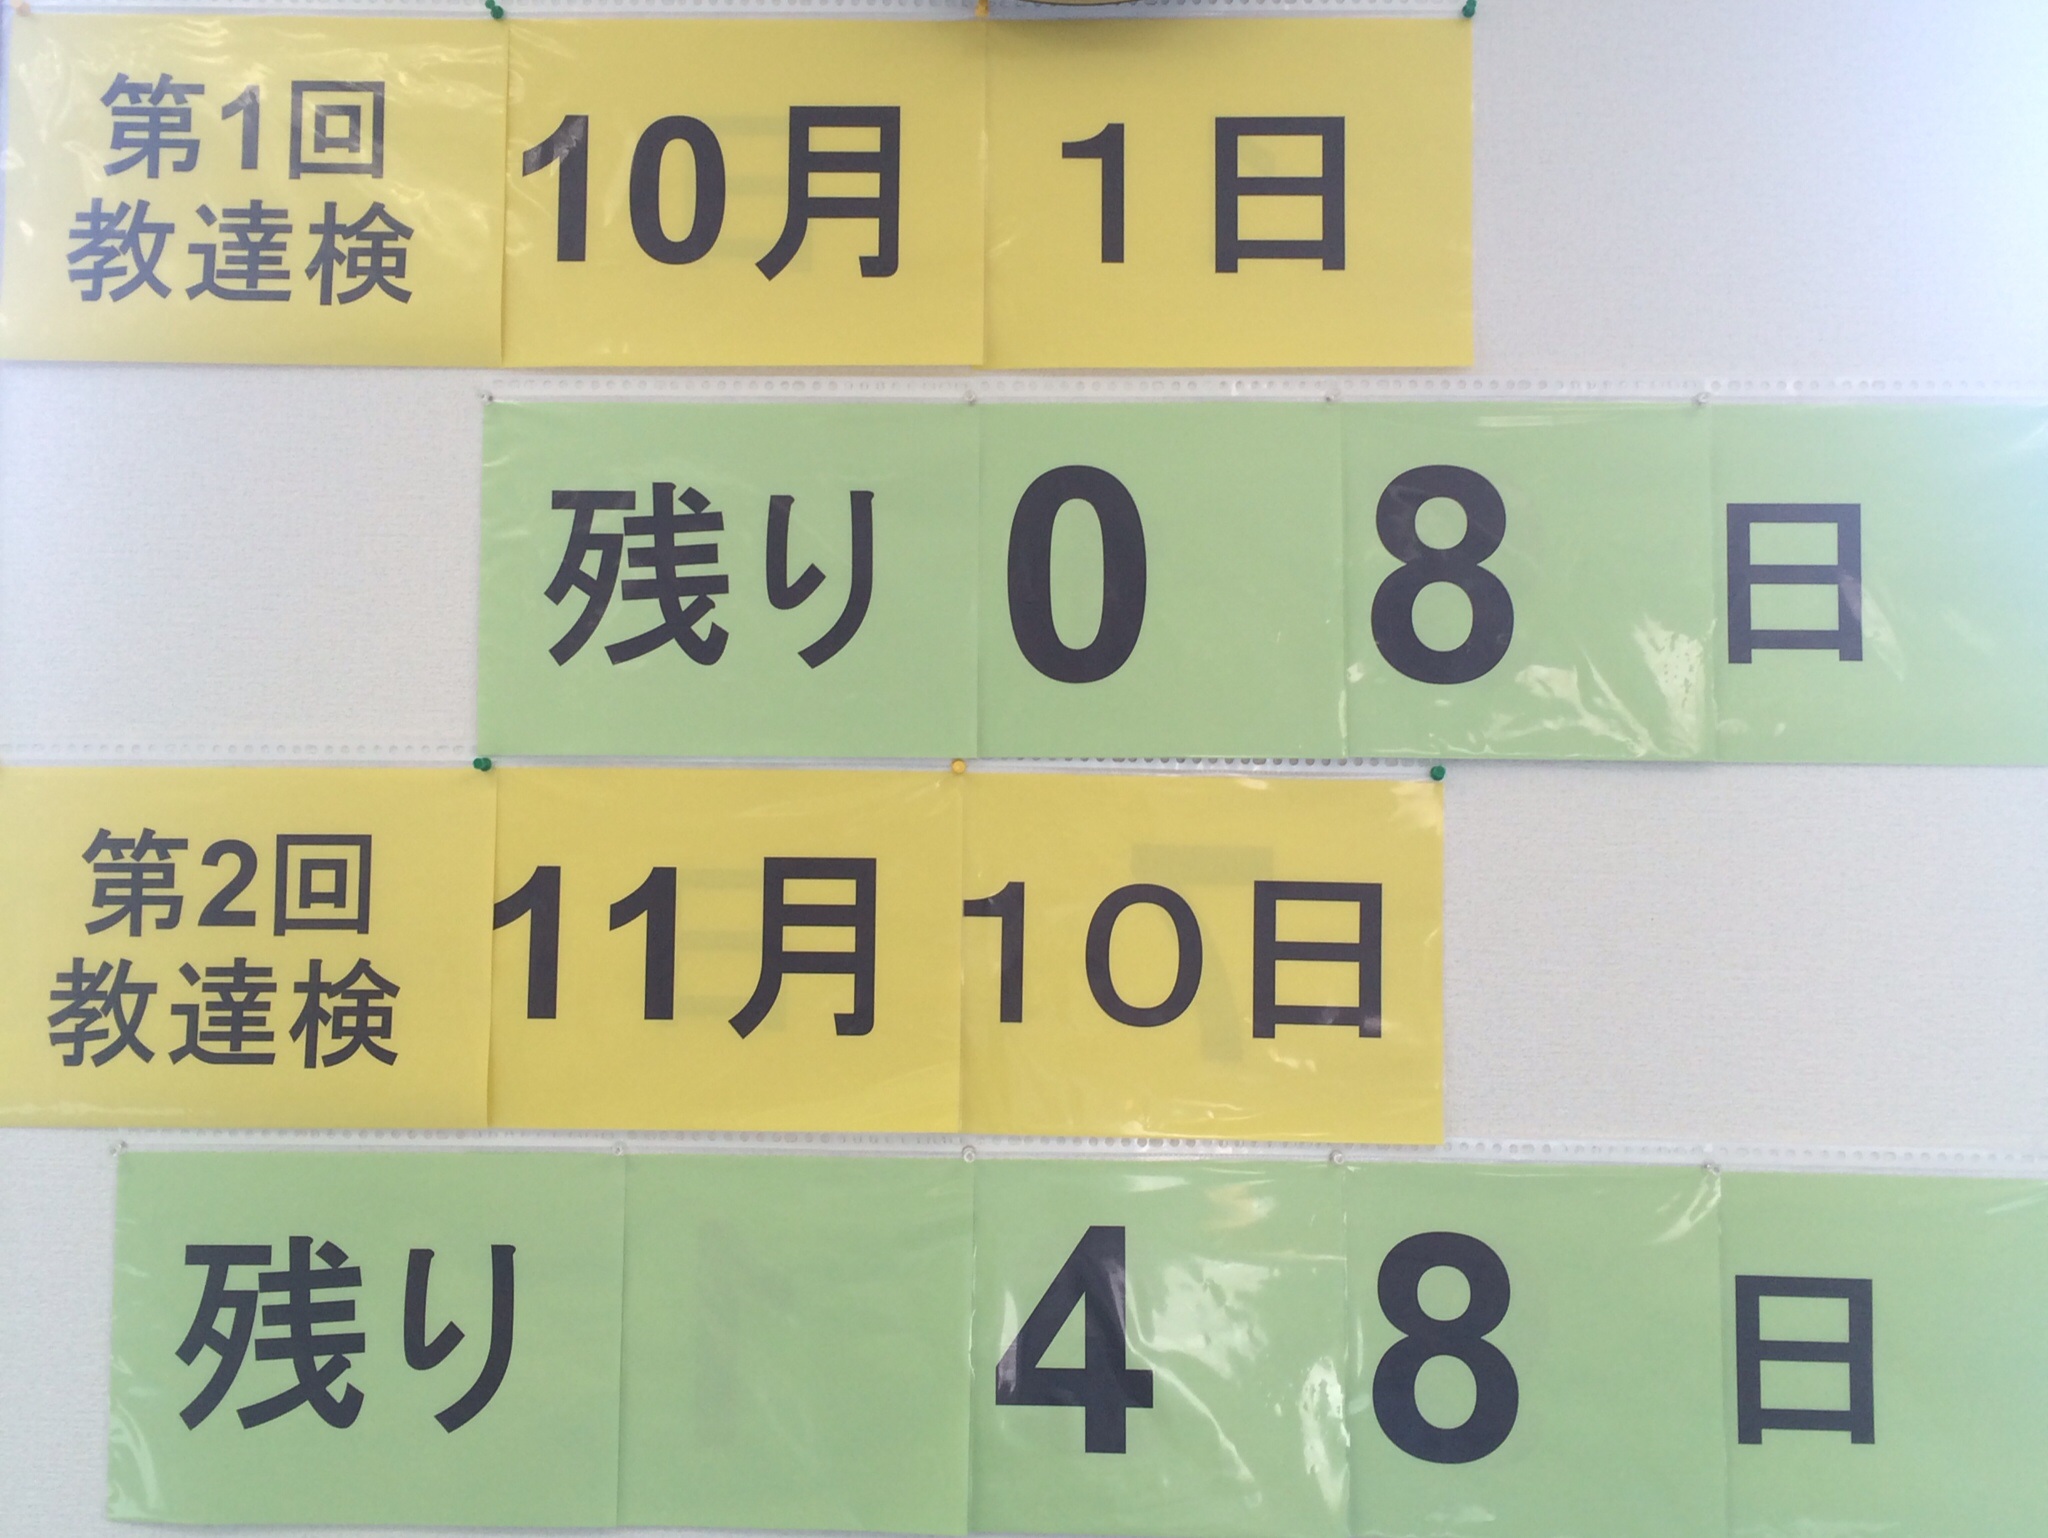 第1回
教達検
10月 1日
残り 0 8 日
第2回
教達検
11月 10日
残り 4 8 日